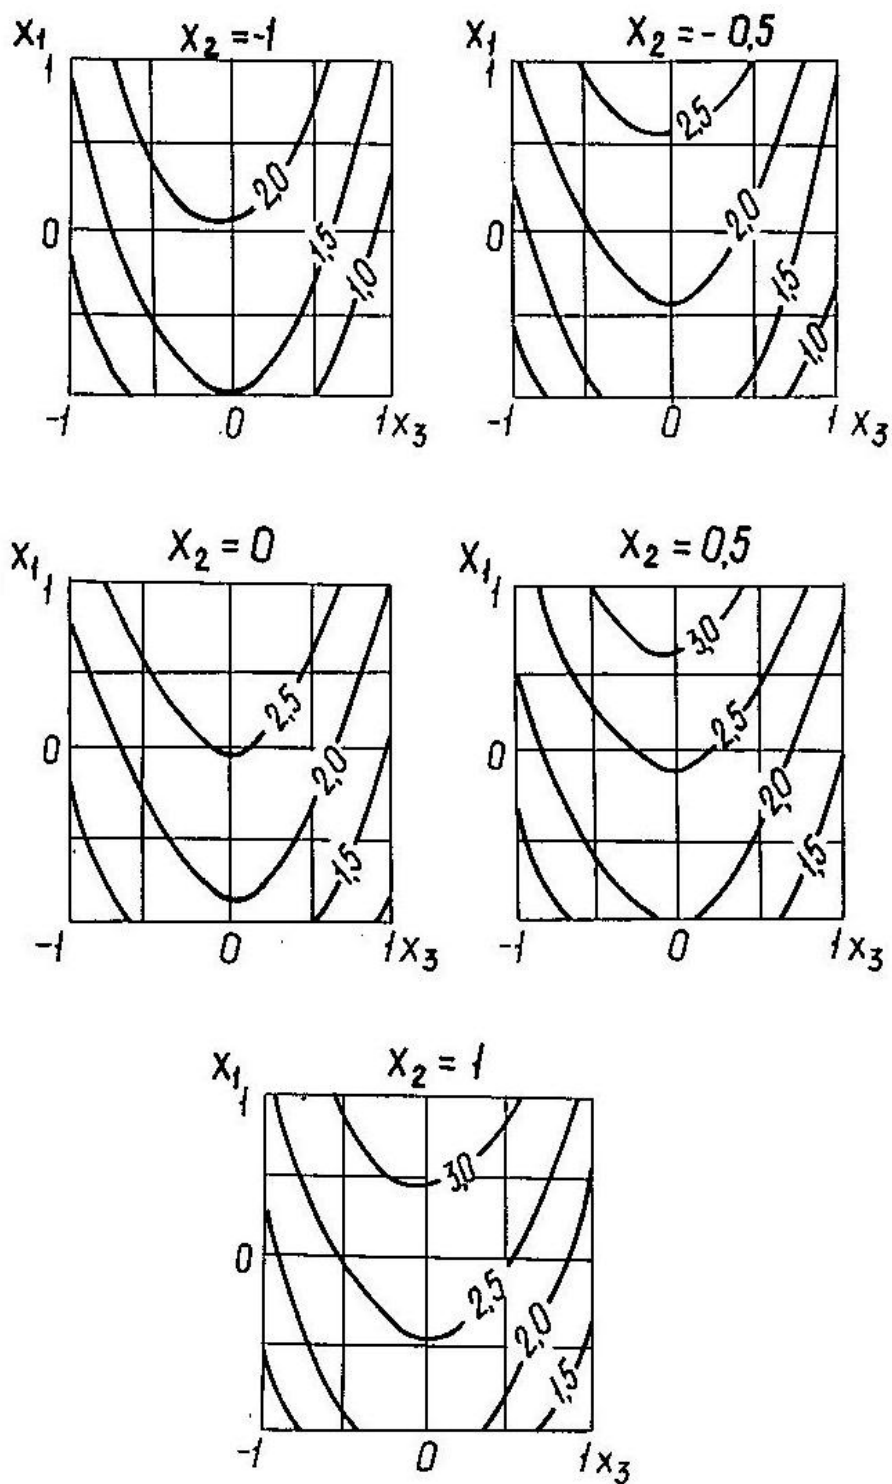 X₁ X₂ = -1
1
2,0
0
1,5
1,0
-1 0 1 X₃
X₁ X₂ = - 0,5
1
2,5
2,0
0
1,5
1,0
-1 0 1 X₃
X₁ X₂ = 0
1
2,5
0
2,0
1,5
-1 0 1 X₃
X₁ X₂ = 0,5
1
3,0
2,5
0
2,0
1,5
-1 0 1 X₃
X₁ X₂ = 1
1
3,0
0
2,5
2,0
1,5
-1 0 1 X₃